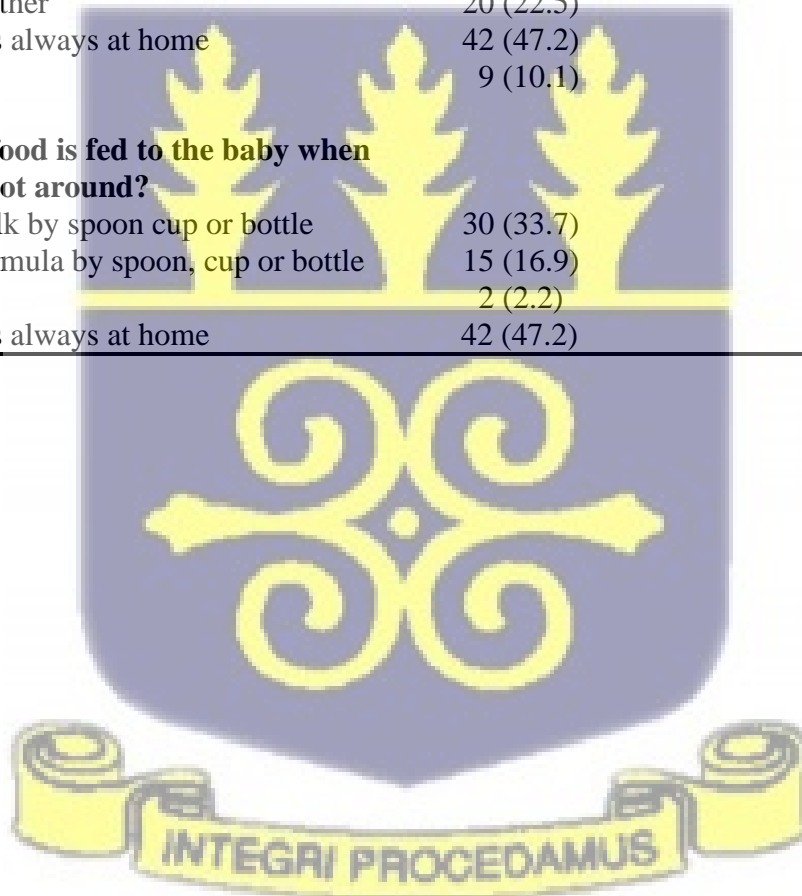 ther 20 (22.5)
s always at home 42 (47.2)
9 (10.1)
ood is fed to the baby when
ot around?
lk by spoon cup or bottle 30 (33.7)
rmula by spoon, cup or bottle 15 (16.9)
2 (2.2)
s always at home 42 (47.2)
INTEGRI PROCEDAMUS